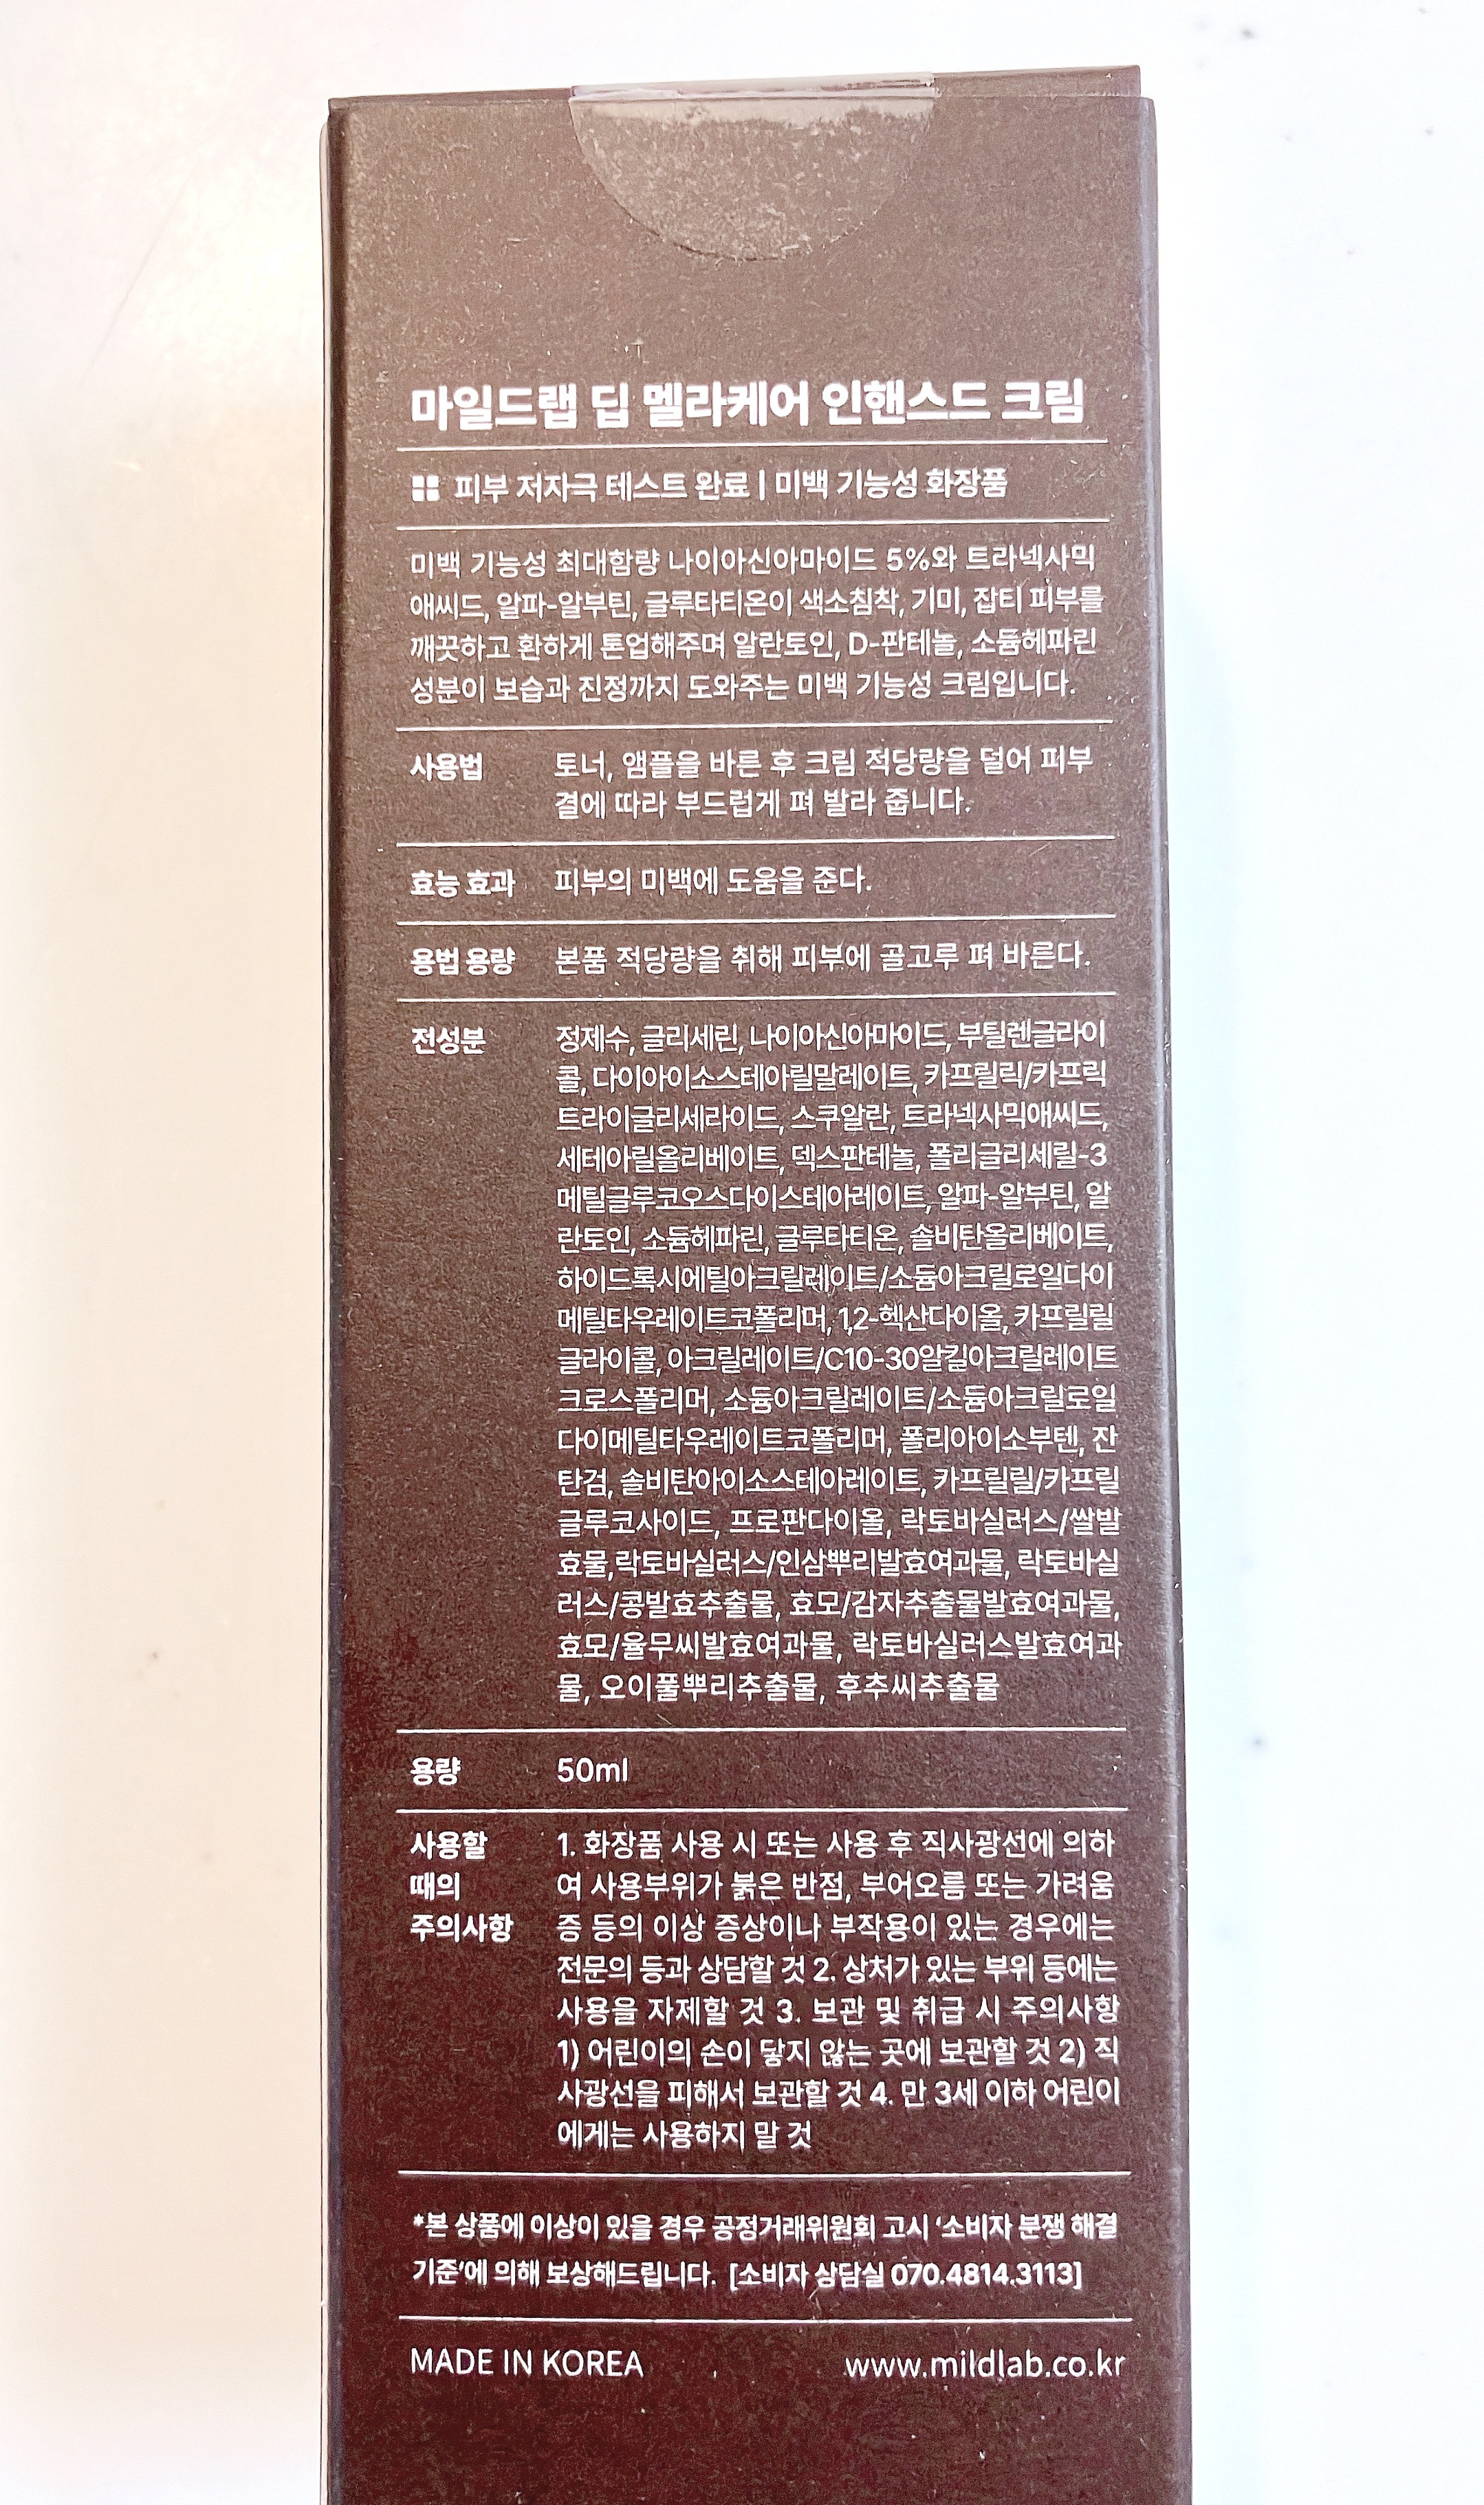 마일드랩 딥 멜라케어 인핸스드 크림
피부 저자극 테스트 완료 | 미백 기능성 화장품
미백 기능성 최대함량 나이아신아마이드 5%와 트라넥사믹
애씨드, 알파-알부틴, 글루타티온이 색소침착, 기미, 잡티 피부를
깨끗하고 환하게 톤업해주며 알란토인, D-판테놀, 소듐헤파린
성분이 보습과 진정까지 도와주는 미백 기능성 크림입니다.
사용법 토너, 앰플을 바른 후 크림 적당량을 덜어 피부
결에 따라 부드럽게 펴 발라 줍니다.
효능 효과 피부의 미백에 도움을 준다.
용법 용량 본품 적당량을 취해 피부에 골고루 펴 바른다.
전성분 정제수, 글리세린, 나이아신아마이드, 부틸렌글라이
콜, 다이아이소스테아릴말레이트, 카프릴릭/카프릭
트라이글리세라이드, 스쿠알란, 트라넥사믹애씨드,
세테아릴올리베이트, 덱스판테놀, 폴리글리세릴-3
메틸글루코오스다이스테아레이트, 알파-알부틴, 알
란토인, 소듐헤파린, 글루타티온, 솔비탄올리베이트,
하이드록시에틸아크릴레이트/소듐아크릴로일다이
메틸타우레이트코폴리머, 1,2-헥산다이올, 카프릴릴
글라이콜, 아크릴레이트/C10-30알킬아크릴레이트
크로스폴리머, 소듐아크릴레이트/소듐아크릴로일
다이메틸타우레이트코폴리머, 폴리아이소부텐, 잔
탄검, 솔비탄아이소스테아레이트, 카프릴릴/카프릴
글루코사이드, 프로판다이올, 락토바실러스/쌀발
효물,락토바실러스/인삼뿌리발효여과물, 락토바실
러스/콩발효추출물, 효모/감자추출물발효여과물,
효모/율무씨발효여과물, 락토바실러스발효여과
물, 오이풀뿌리추출물, 후추씨추출물
용량 50ml
사용할 1. 화장품 사용 시 또는 사용 후 직사광선에 의하
때의 여 사용부위가 붉은 반점, 부어오름 또는 가려움
주의사항 증 등의 이상 증상이나 부작용이 있는 경우에는
전문의 등과 상담할 것 2. 상처가 있는 부위 등에는
사용을 자제할 것 3. 보관 및 취급 시 주의사항
1) 어린이의 손이 닿지 않는 곳에 보관할 것 2) 직
사광선을 피해서 보관할 것 4. 만 3세 이하 어린이
에게는 사용하지 말 것
*본 상품에 이상이 있을 경우 공정거래위원회 고시 '소비자 분쟁 해결
기준'에 의해 보상해드립니다. [소비자 상담실 070.4814.3113]
MADE IN KOREA www.mildlab.co.kr